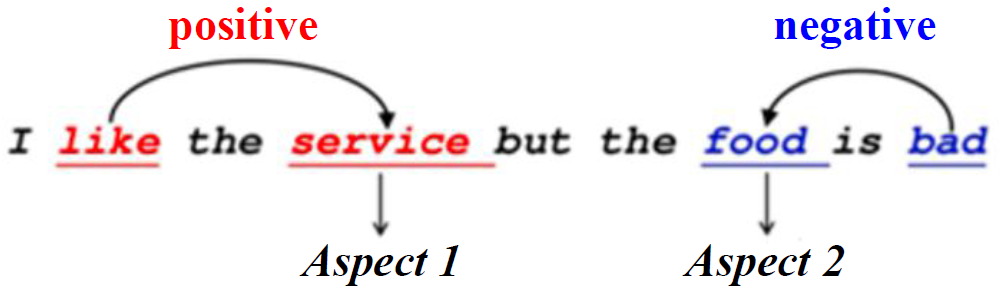 positive negative
I like the service but the food is bad
Aspect 1 Aspect 2